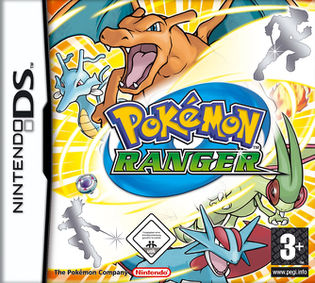 NINTENDO DS
POKéMON
RANGER
The Pokémon Company
Nintendo
3+
www.pegi.info